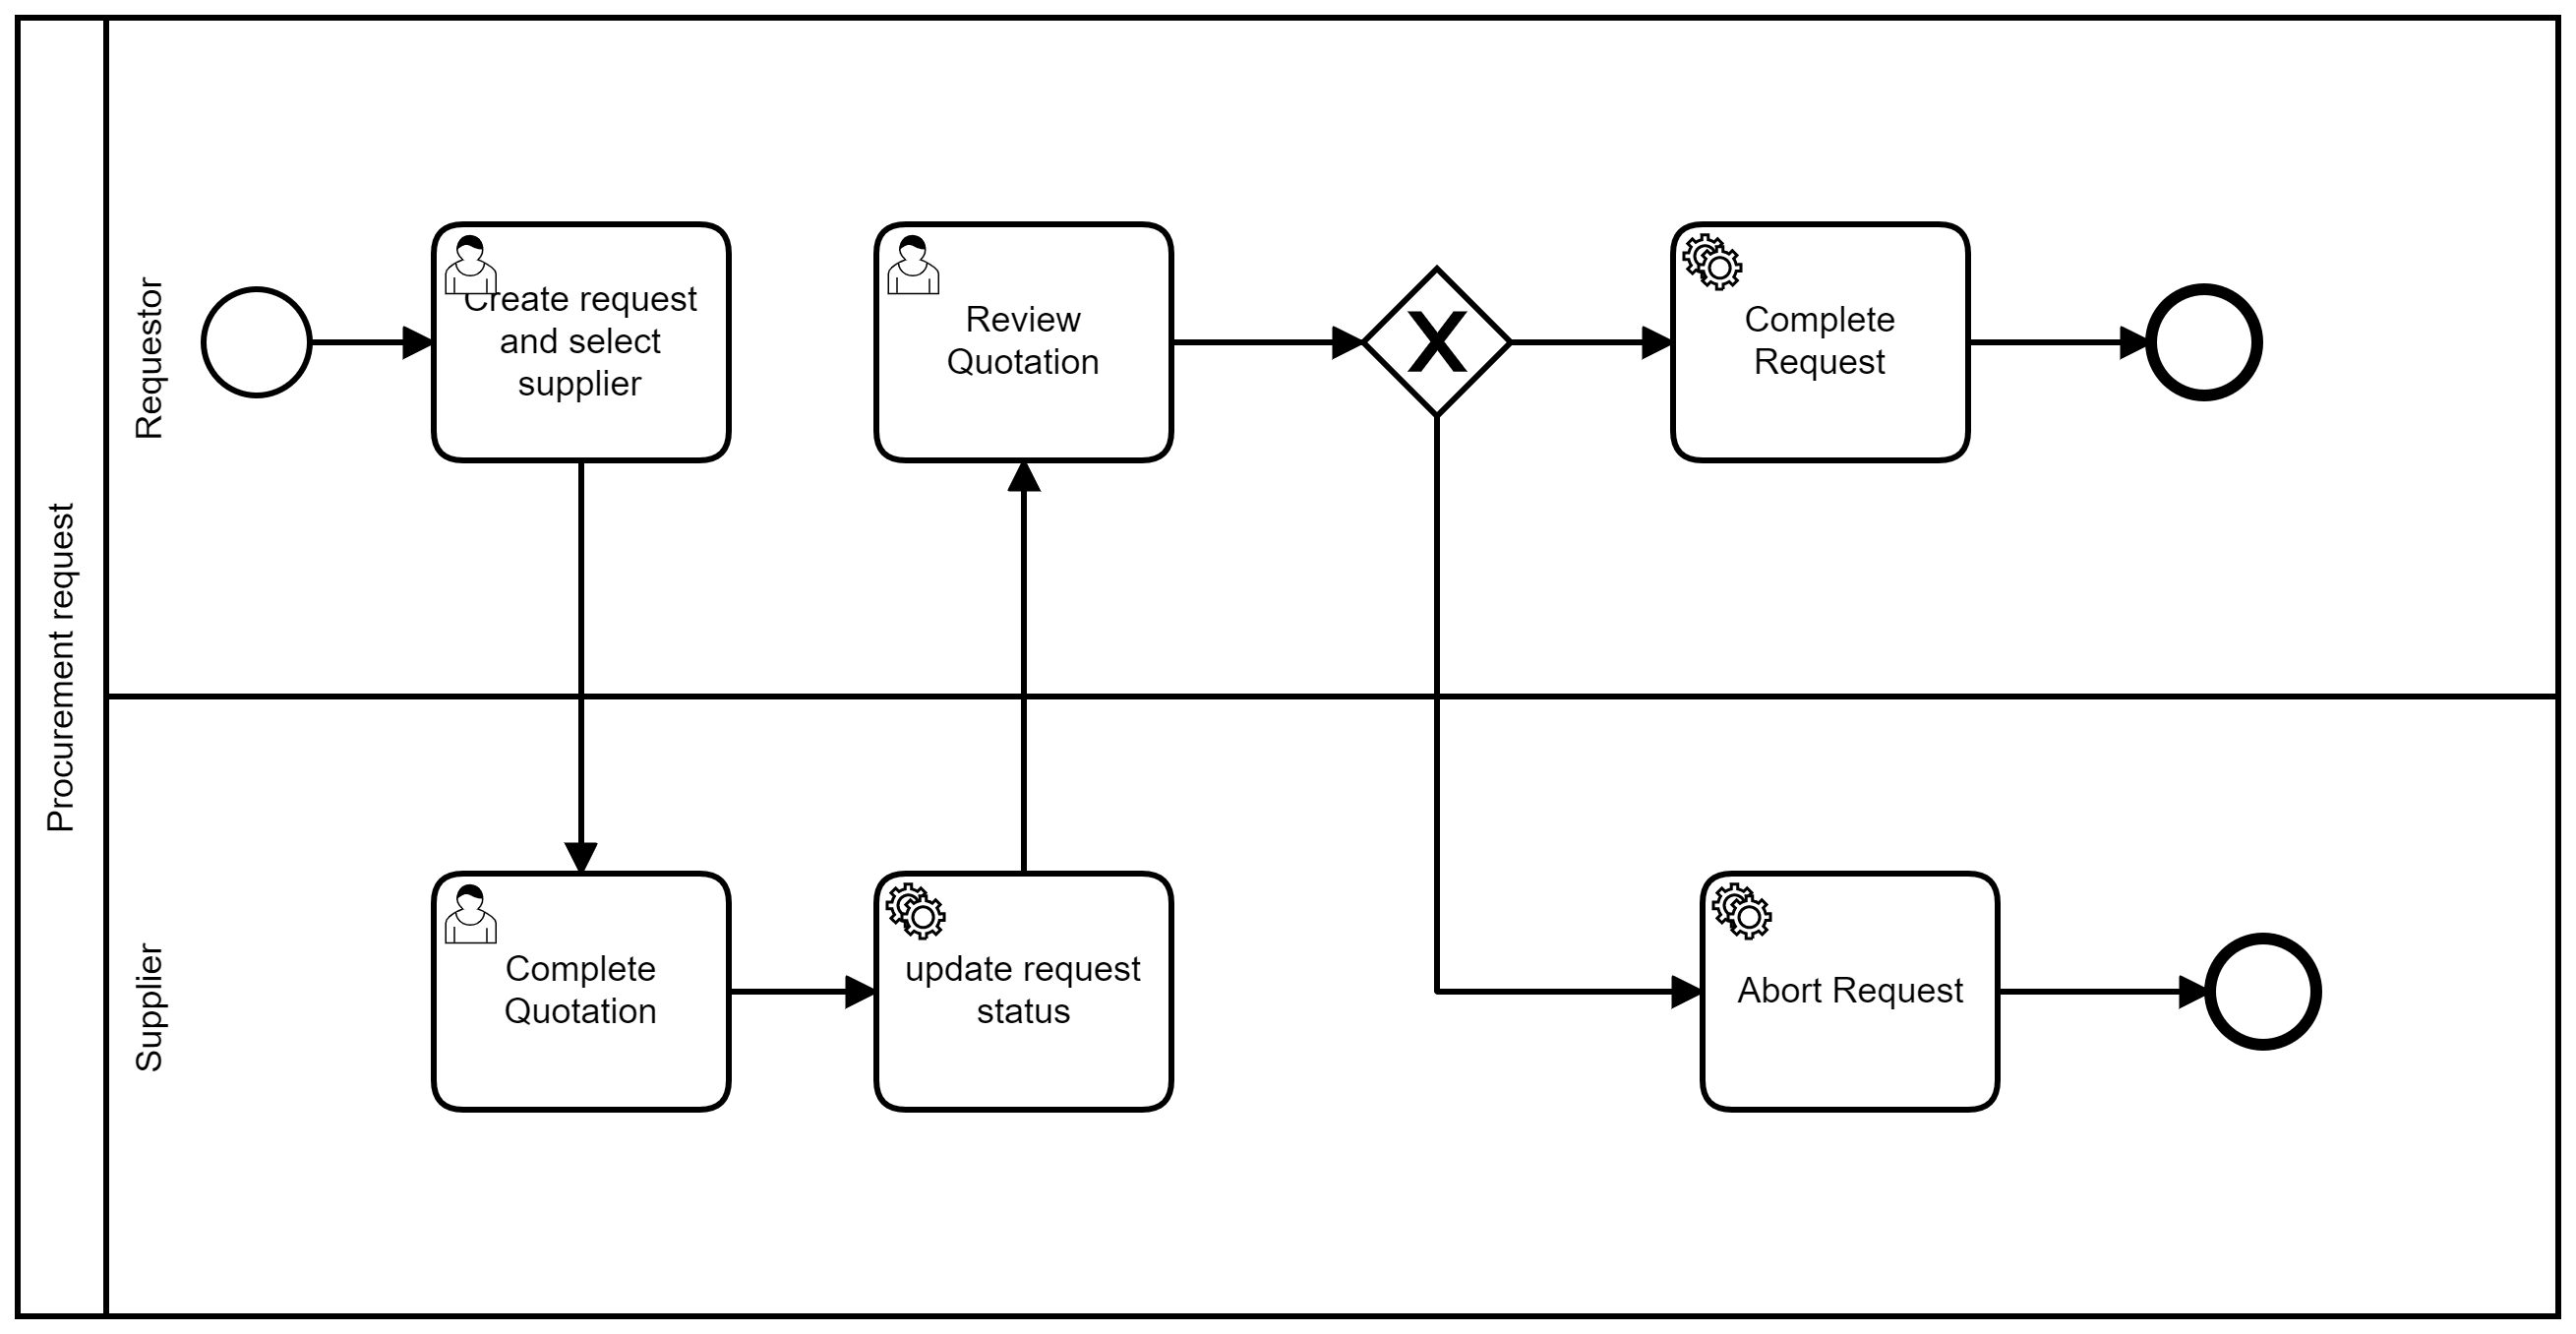 Procurement request
Requestor
Create request
and select
supplier
Review
Quotation
X
Complete
Request
Supplier
Complete
Quotation
update request
status
Abort Request